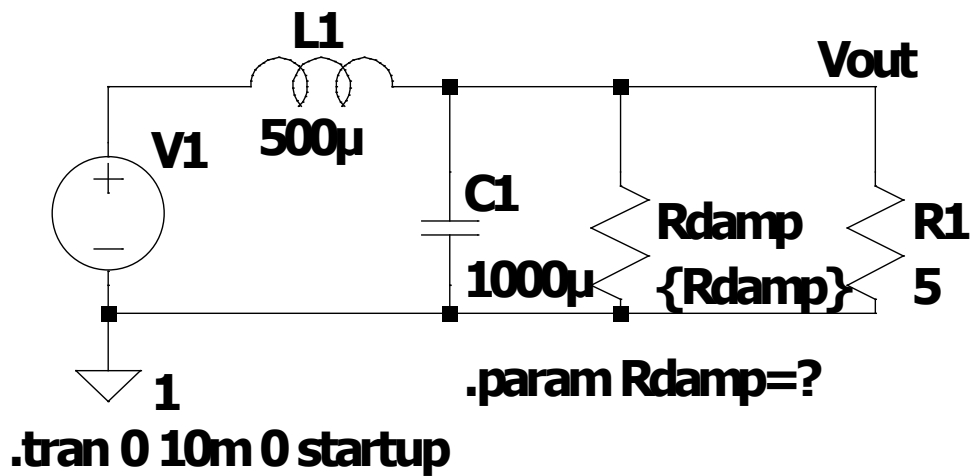 L1
Vout
500µ
V1
C1
Rdamp
R1
1000µ
{Rdamp}
5
1
.param Rdamp=?
.tran 0 10m 0 startup